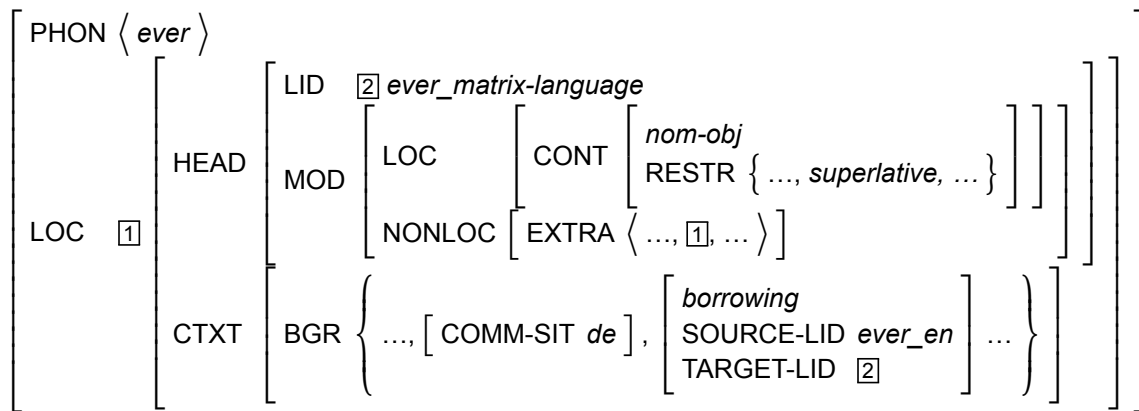 PHON ⟨ ever ⟩
LID 2 ever_matrix-language
nom-obj
LOC CONT
RESTR { …, superlative, … }
HEAD MOD
NONLOC [ EXTRA ⟨ …, 1, … ⟩ ]
LOC 1
borrowing
CTXT BGR { …, [ COMM-SIT de ], SOURCE-LID ever_en … }
TARGET-LID 2